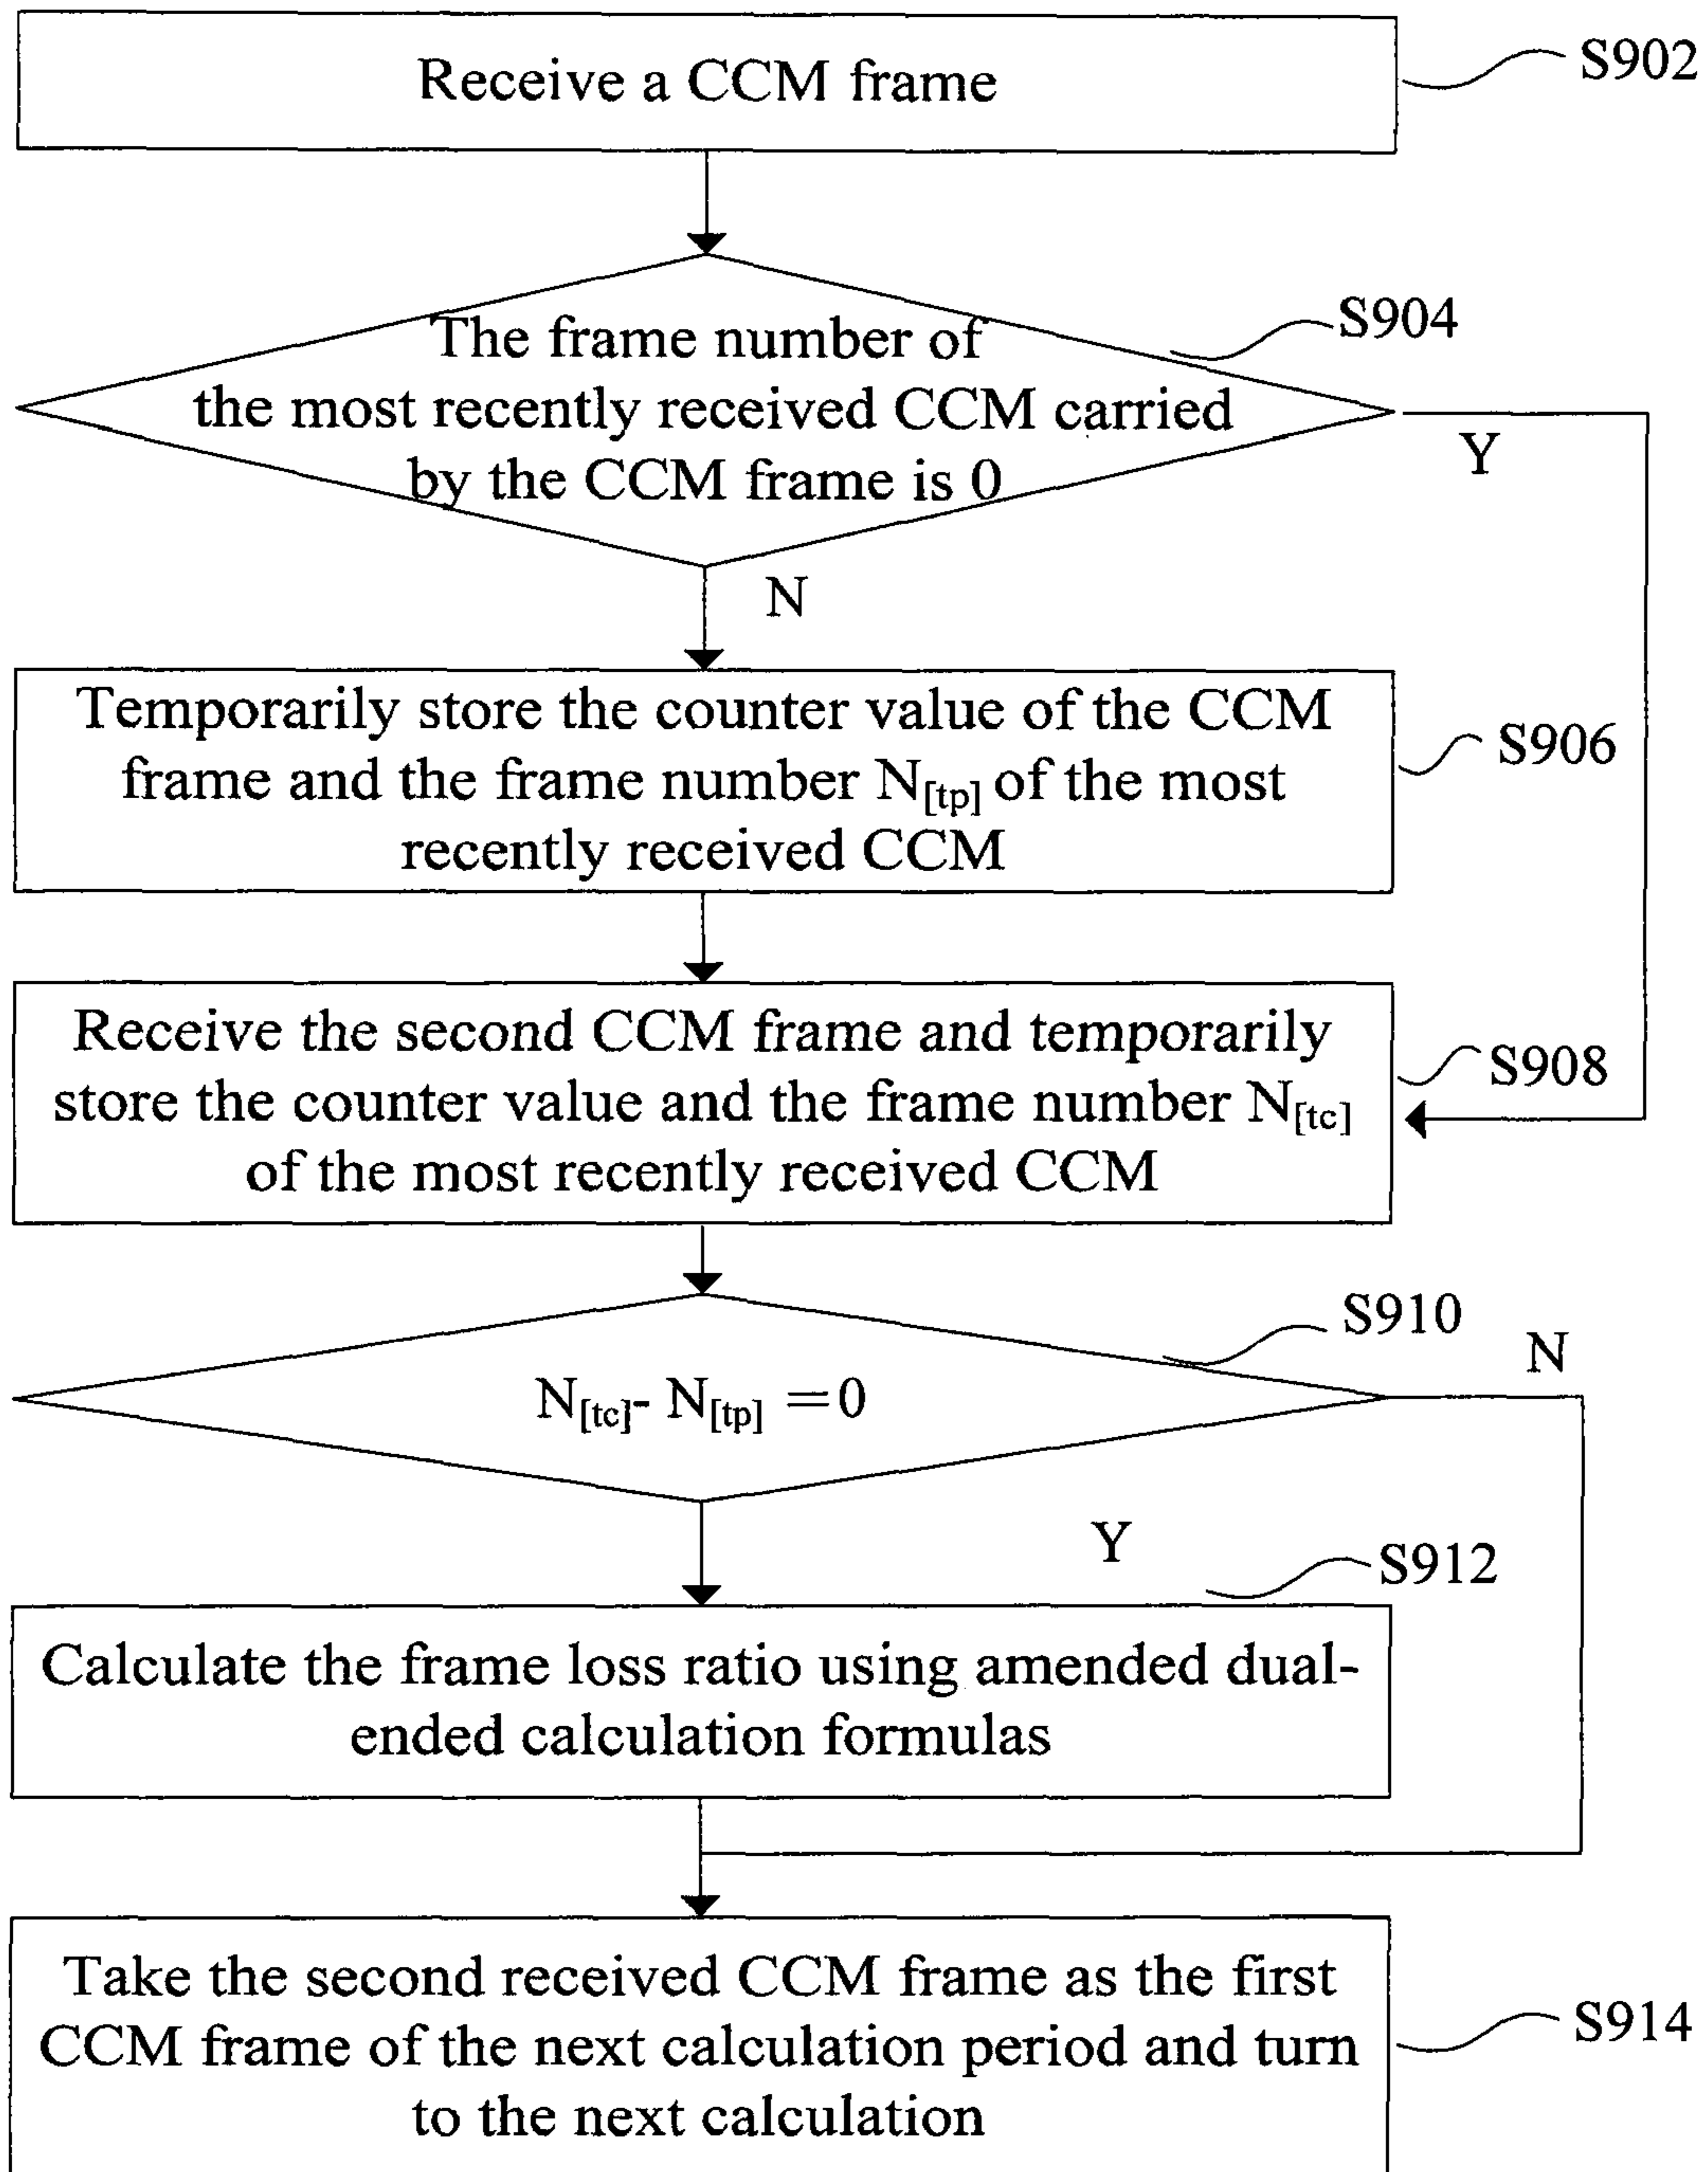 Receive a CCM frame
S902
The frame number of
the most recently received CCM carried
by the CCM frame is 0
S904
Y
N
Temporarily store the counter value of the CCM
frame and the frame number N[tp] of the most
recently received CCM
S906
Receive the second CCM frame and temporarily
store the counter value and the frame number N[tc]
of the most recently received CCM
S908
N[tc]- N[tp] =0
S910
N
Y
S912
Calculate the frame loss ratio using amended dual-
ended calculation formulas
Take the second received CCM frame as the first
CCM frame of the next calculation period and turn
to the next calculation
S914